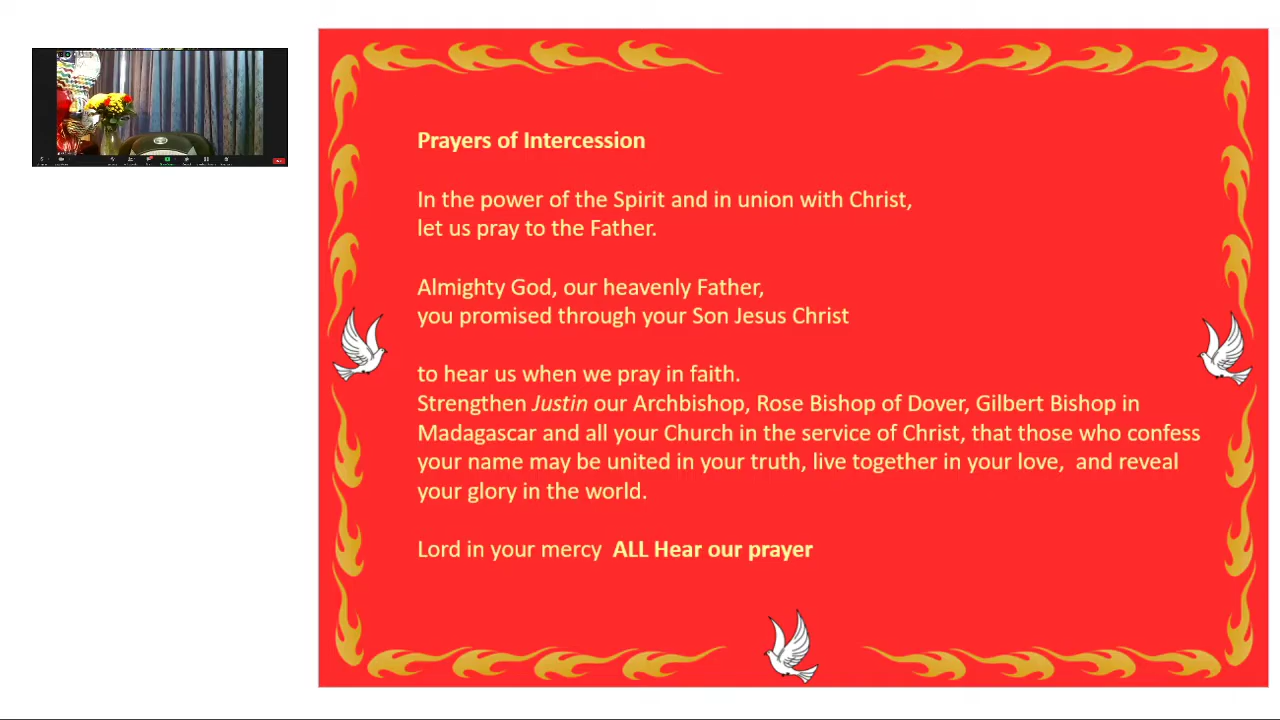 Prayers of Intercession
In the power of the Spirit and in union with Christ,
let us pray to the Father.
Almighty God, our heavenly Father,
you promised through your Son Jesus Christ
to hear us when we pray in faith.
Strengthen Justin our Archbishop, Rose Bishop of Dover, Gilbert Bishop in
Madagascar and all your Church in the service of Christ, that those who confess
your name may be united in your truth, live together in your love,  and reveal
your glory in the world.
Lord in your mercy  ALL Hear our prayer